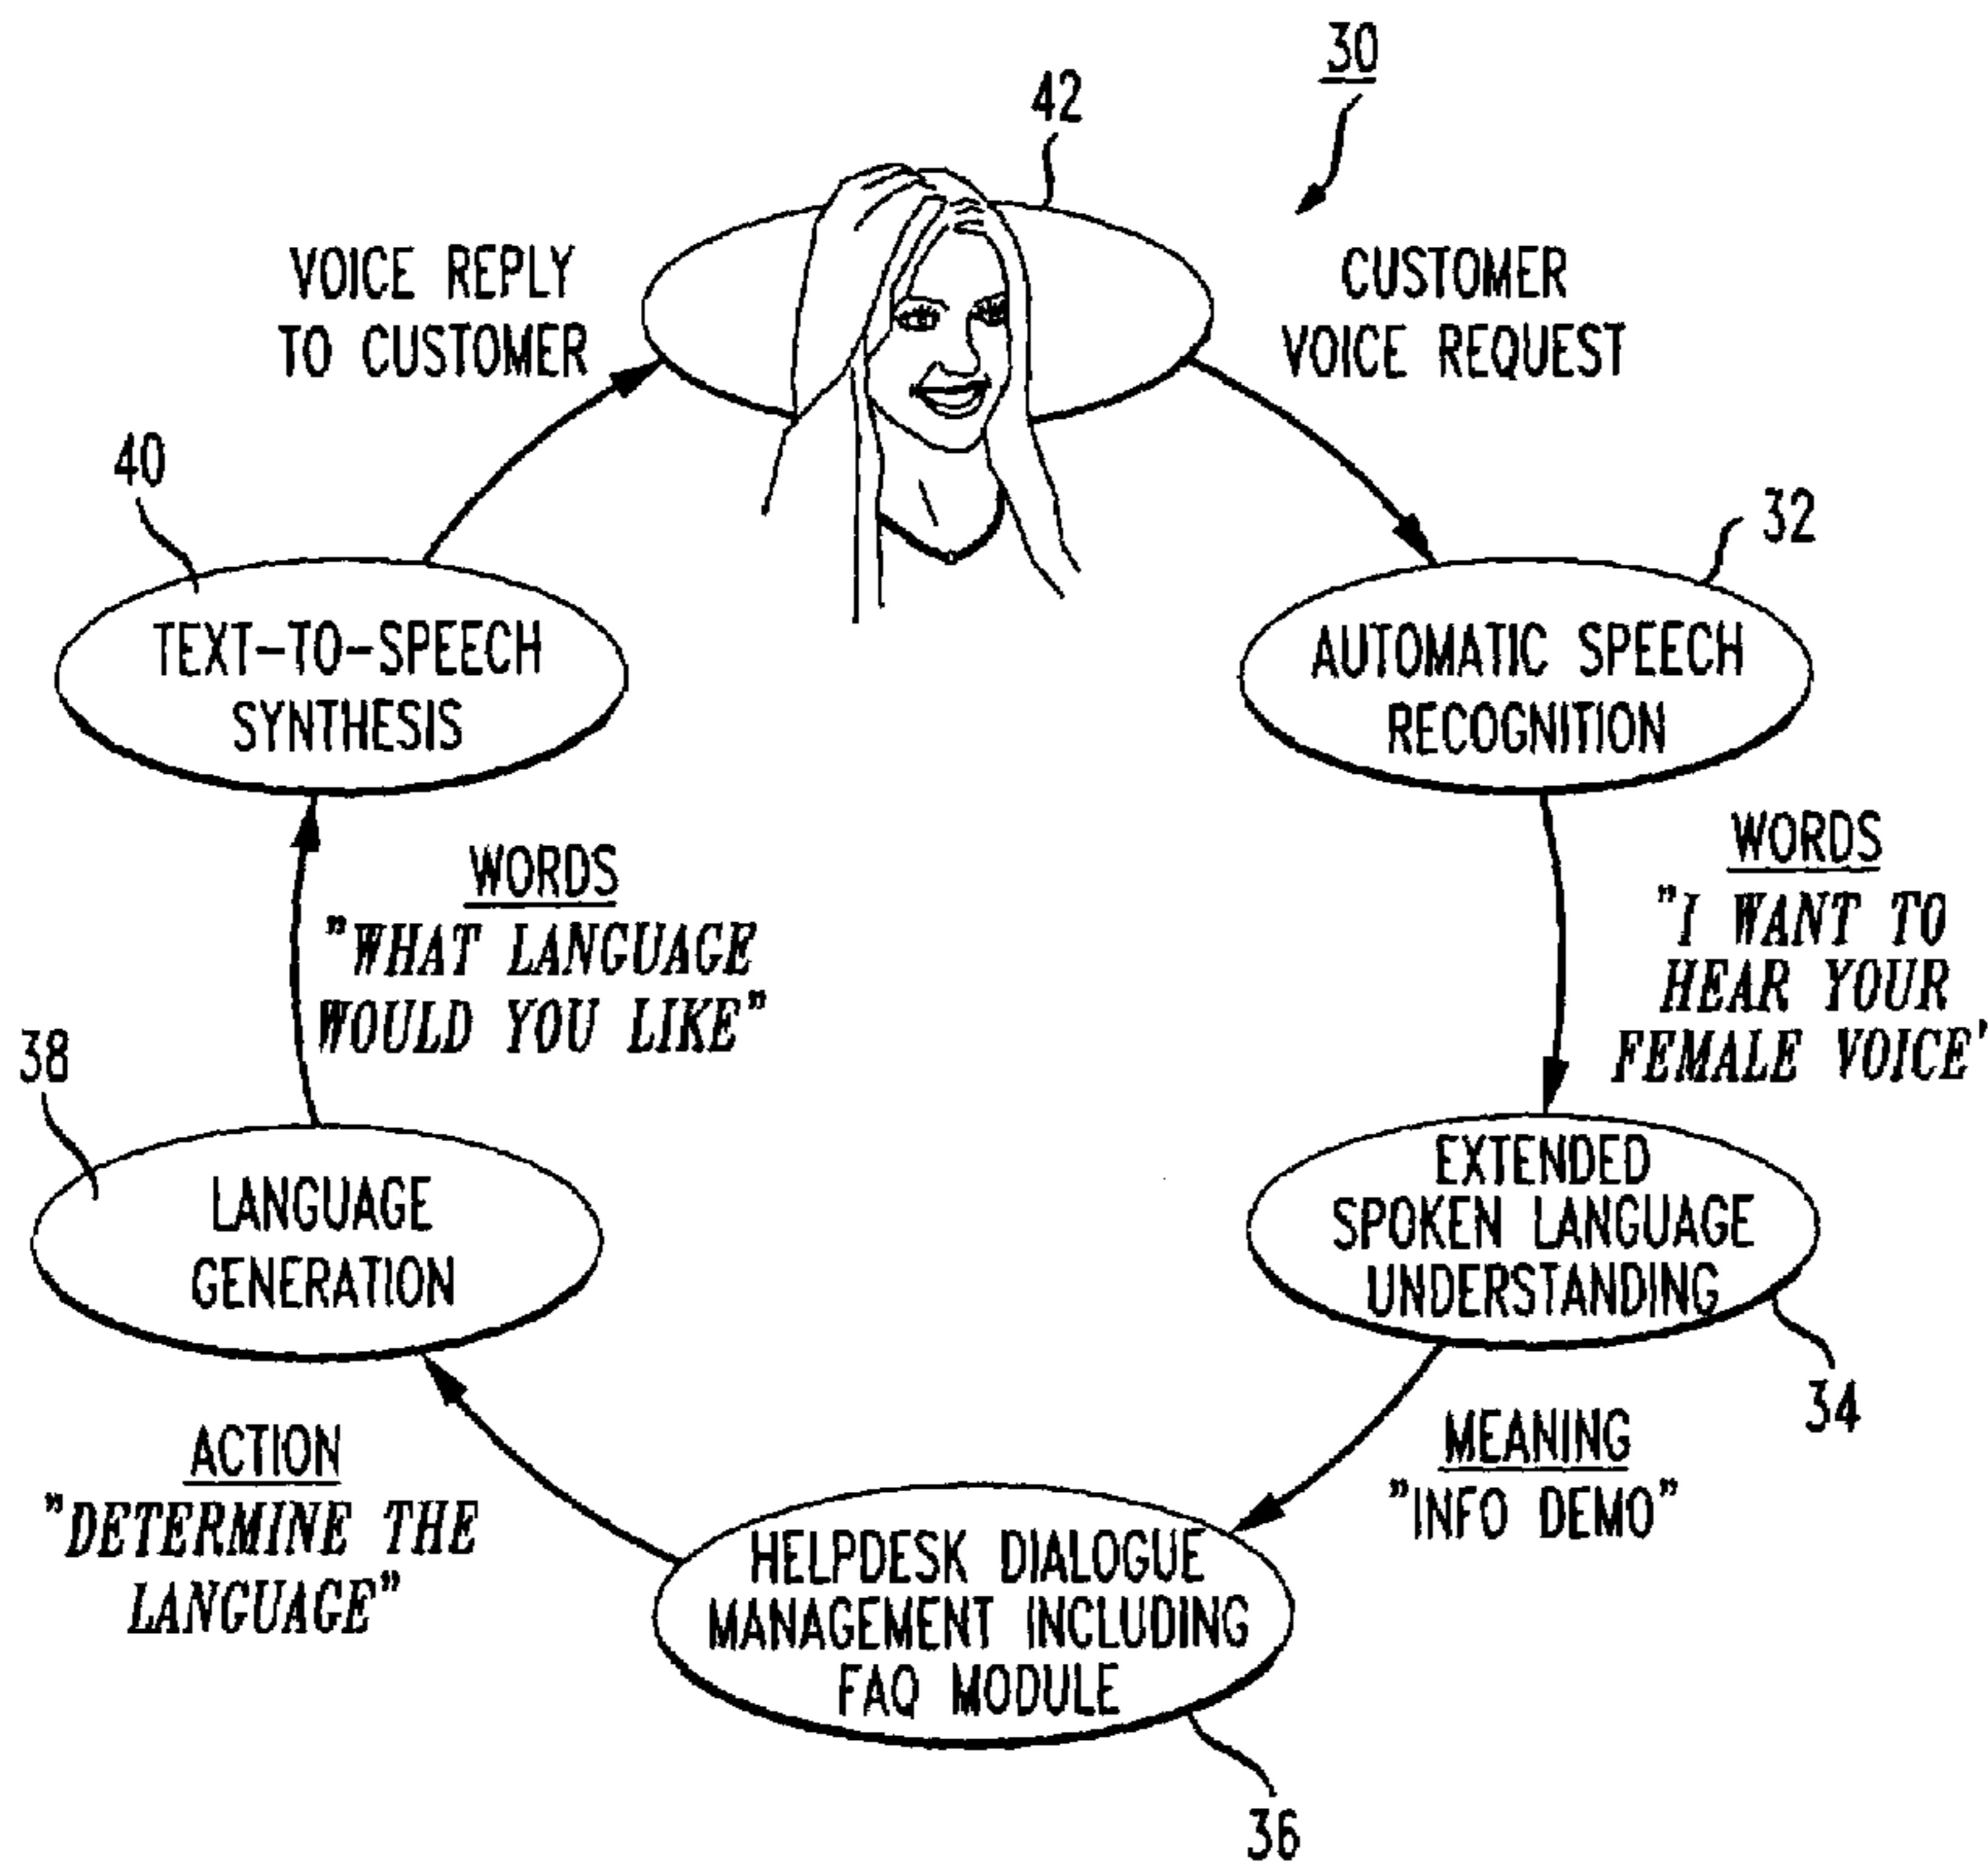 30
42
VOICE REPLY
TO CUSTOMER
CUSTOMER
VOICE REQUEST
40
32
TEXT-TO-SPEECH
SYNTHESIS
AUTOMATIC SPEECH
RECOGNITION
WORDS
"WHAT LANGUAGE
WOULD YOU LIKE"
WORDS
"I WANT TO
HEAR YOUR
FEMALE VOICE'
38
LANGUAGE
GENERATION
EXTENDED
SPOKEN LANGUAGE
UNDERSTANDING
34
ACTION
"DETERMINE THE
LANGUAGE"
MEANING
"INFO DEMO"
HELPDESK DIALOGUE
MANAGEMENT INCLUDING
FAQ MODULE
36